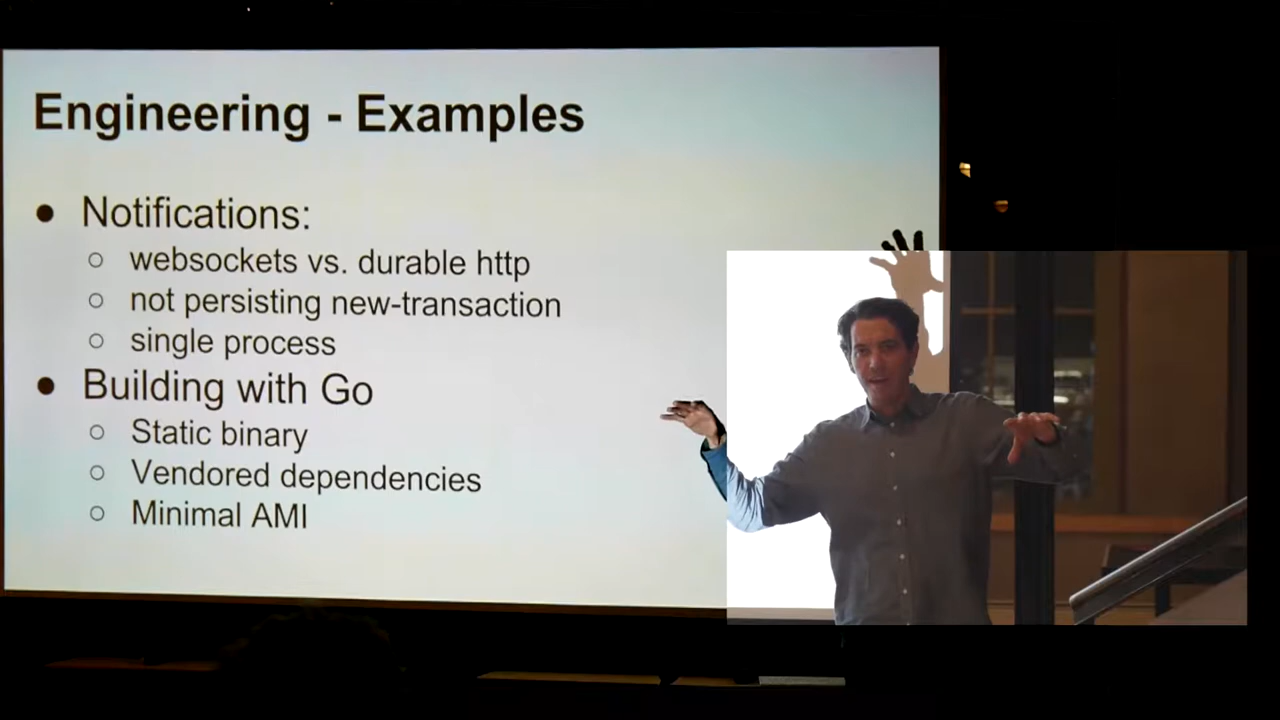 Engineering - Examples
● Notifications:
○ websockets vs. durable http
○ not persisting new-transaction
○ single process
● Building with Go
○ Static binary
○ Vendored dependencies
○ Minimal AMI